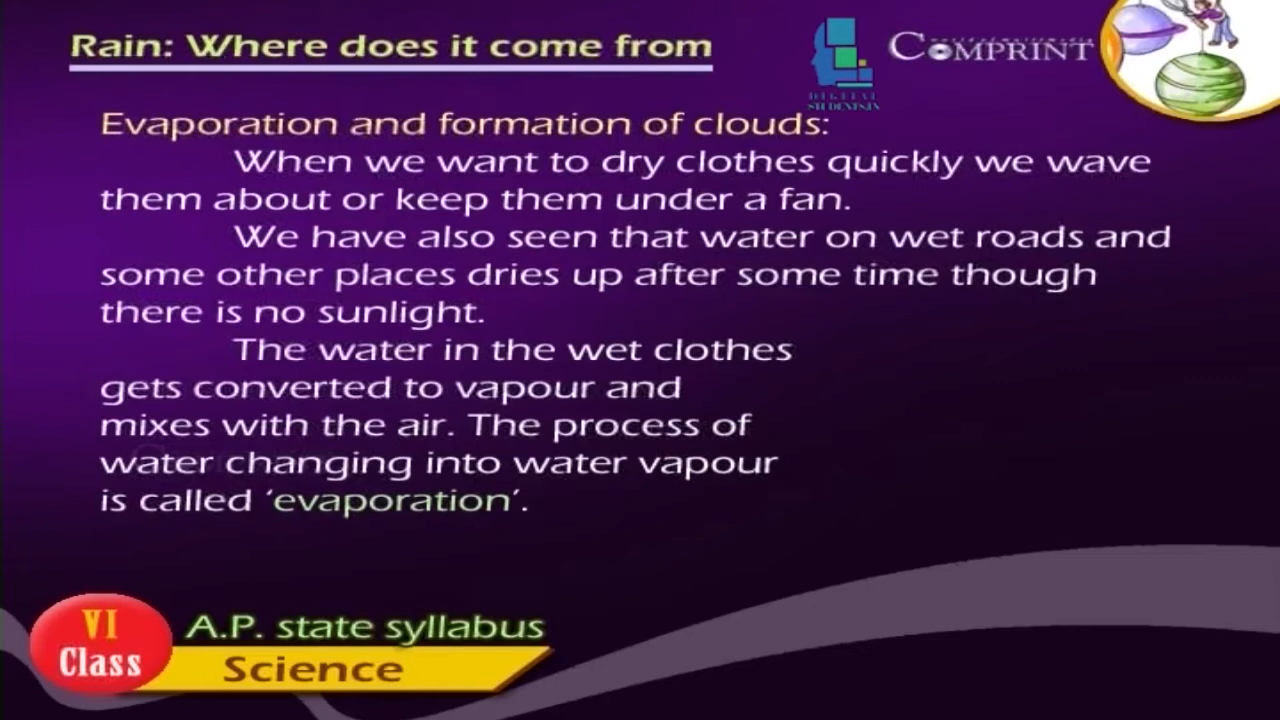 Rain: Where does it come from
COMPRINT
DIGITAL
STUDENTS.IN
Evaporation and formation of clouds:
When we want to dry clothes quickly we wave
them about or keep them under a fan.
We have also seen that water on wet roads and
some other places dries up after some time though
there is no sunlight.
The water in the wet clothes
gets converted to vapour and
mixes with the air. The process of
water changing into water vapour
is called ‘evaporation’.
VI
Class
A.P. state syllabus
Science